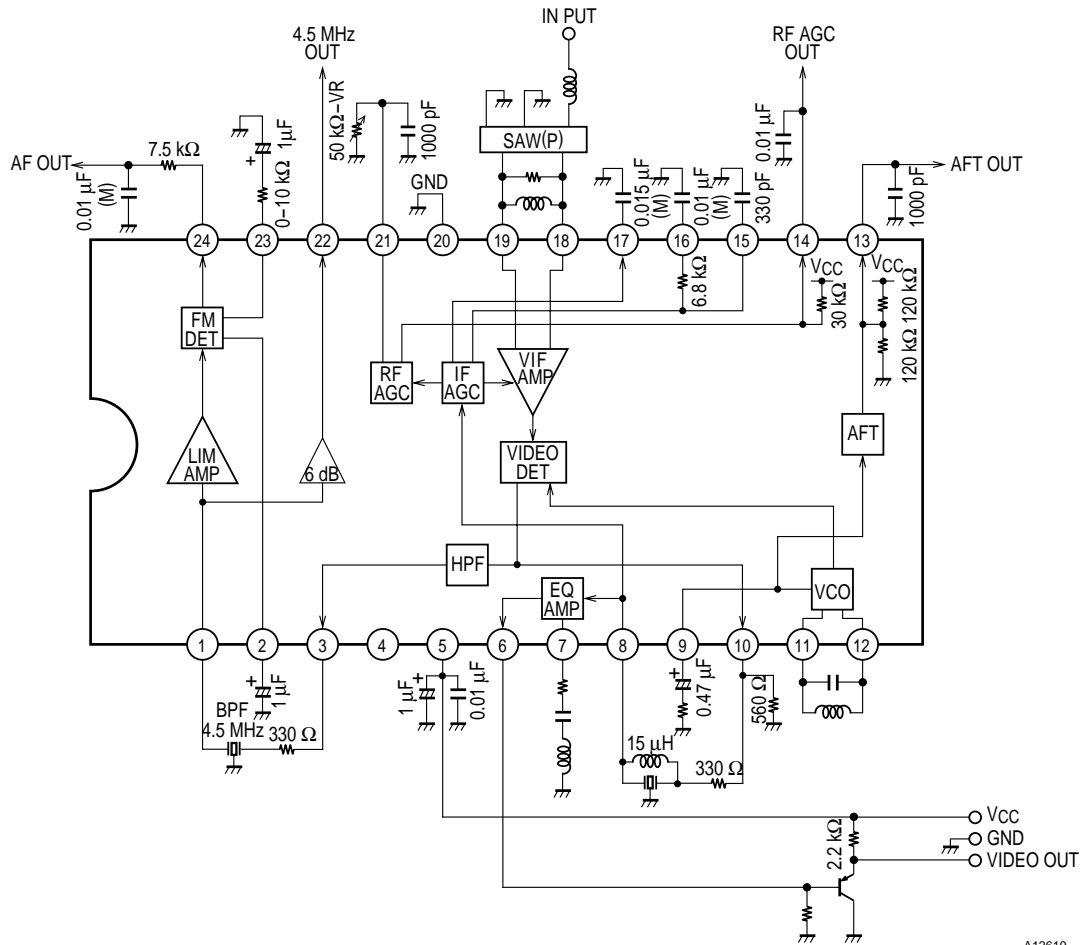 IN PUT
4.5 MHz
OUT
RF AGC
OUT
50 kΩ−VR
1000 pF
SAW(P)
0.01 µF
AF OUT
7.5 kΩ
0.01 µF
(M)
1µF
0−10 kΩ
GND
0.015 µF
(M)
0.01 µF
(M)
330 pF
AFT OUT
1000 pF
24
23
22
21
20
19
18
17
16
15
14
13
6.8 kΩ
VCC
30 kΩ
VCC
120 kΩ
120 kΩ
FM
DET
RF
AGC
IF
AGC
VIF
AMP
LIM
AMP
6 dB
VIDEO
DET
AFT
HPF
EQ
AMP
VCO
1
2
3
4
5
6
7
8
9
10
11
12
1 µF
1 µF
0.01 µF
0.47 µF
560 Ω
BPF
4.5 MHz
330 Ω
15 µH
330 Ω
VCC
2.2 kΩ
GND
VIDEO OUT